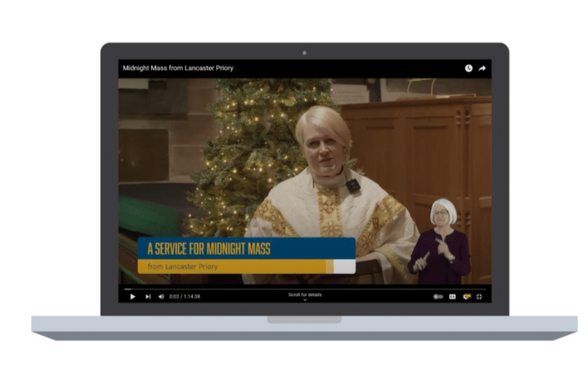 Midnight Mass from Lancaster Priory
A SERVICE FOR MIDNIGHT MASS
from Lancaster Priory
0:03 / 1:14:38
Scroll for details